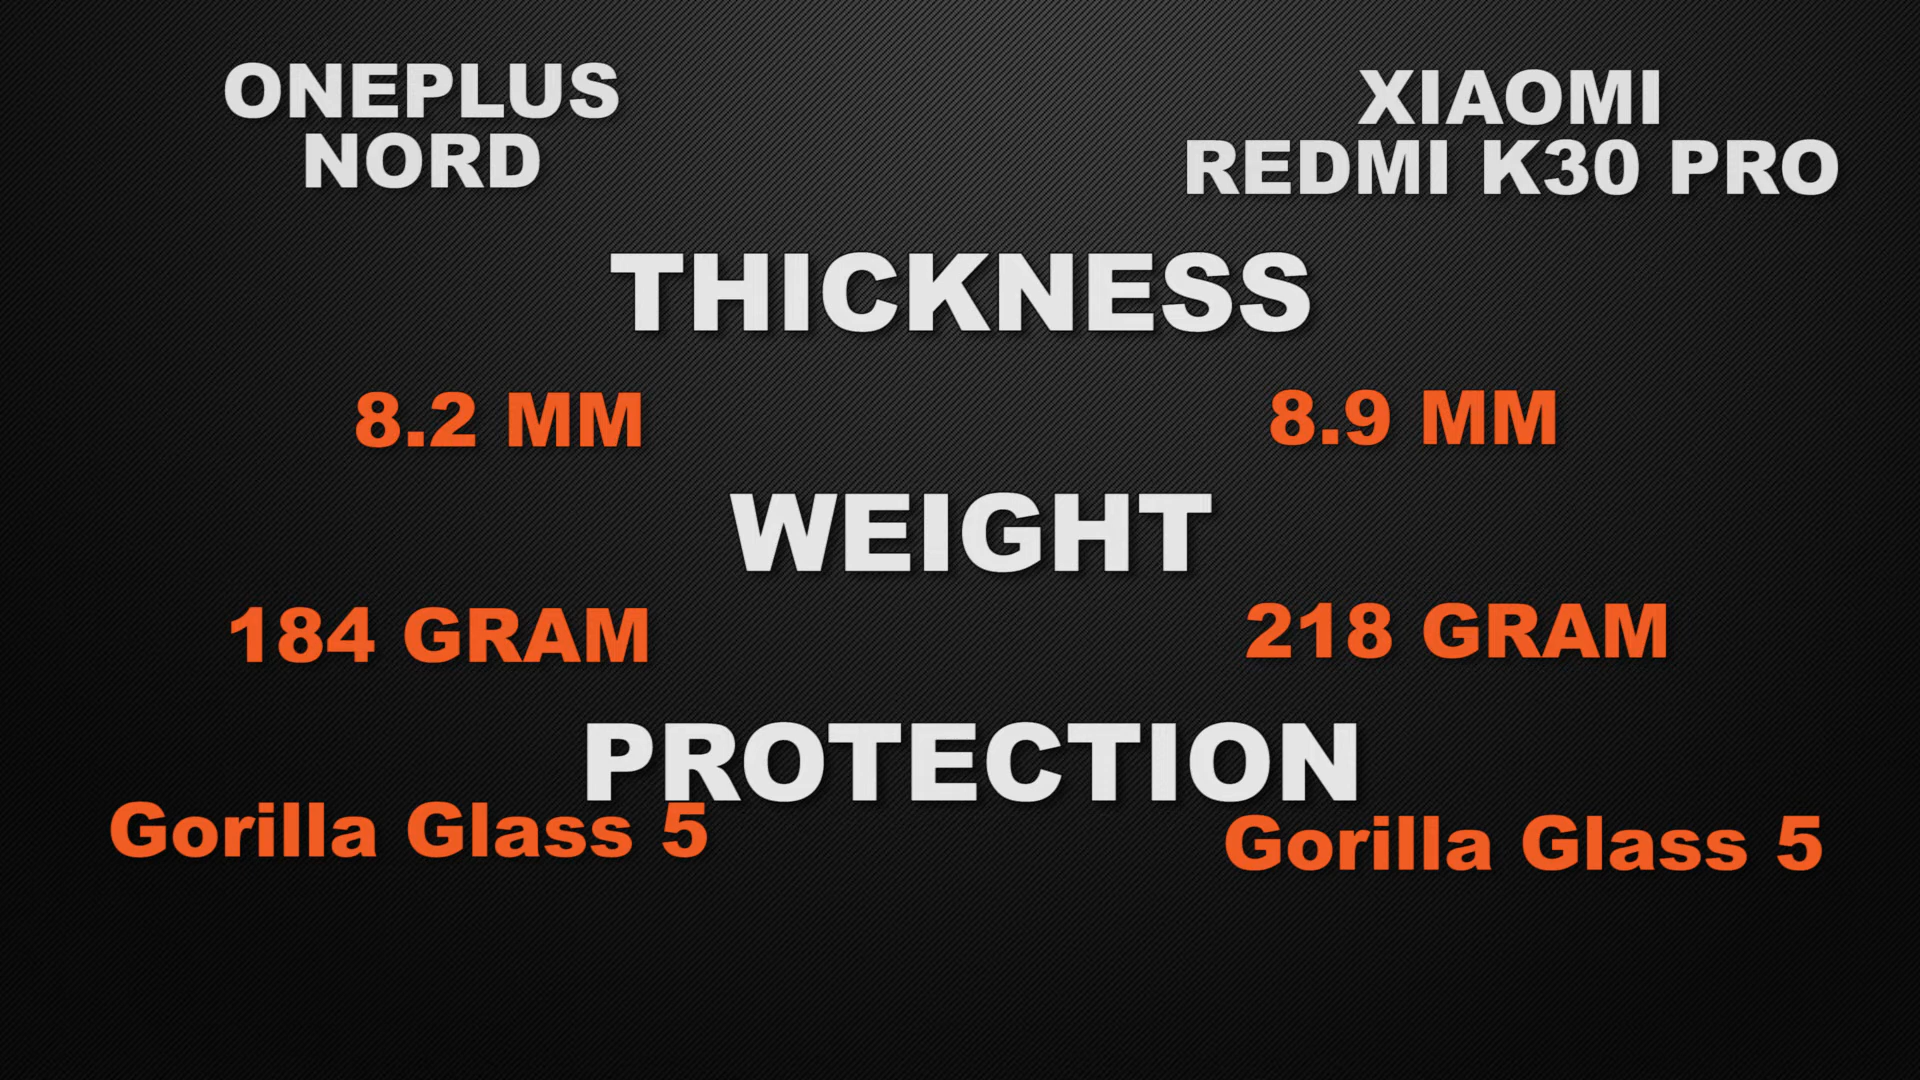 ONEPLUS
NORD
XIAOMI
REDMI K30 PRO
THICKNESS
8.2 MM
8.9 MM
WEIGHT
184 GRAM
218 GRAM
PROTECTION
Gorilla Glass 5
Gorilla Glass 5